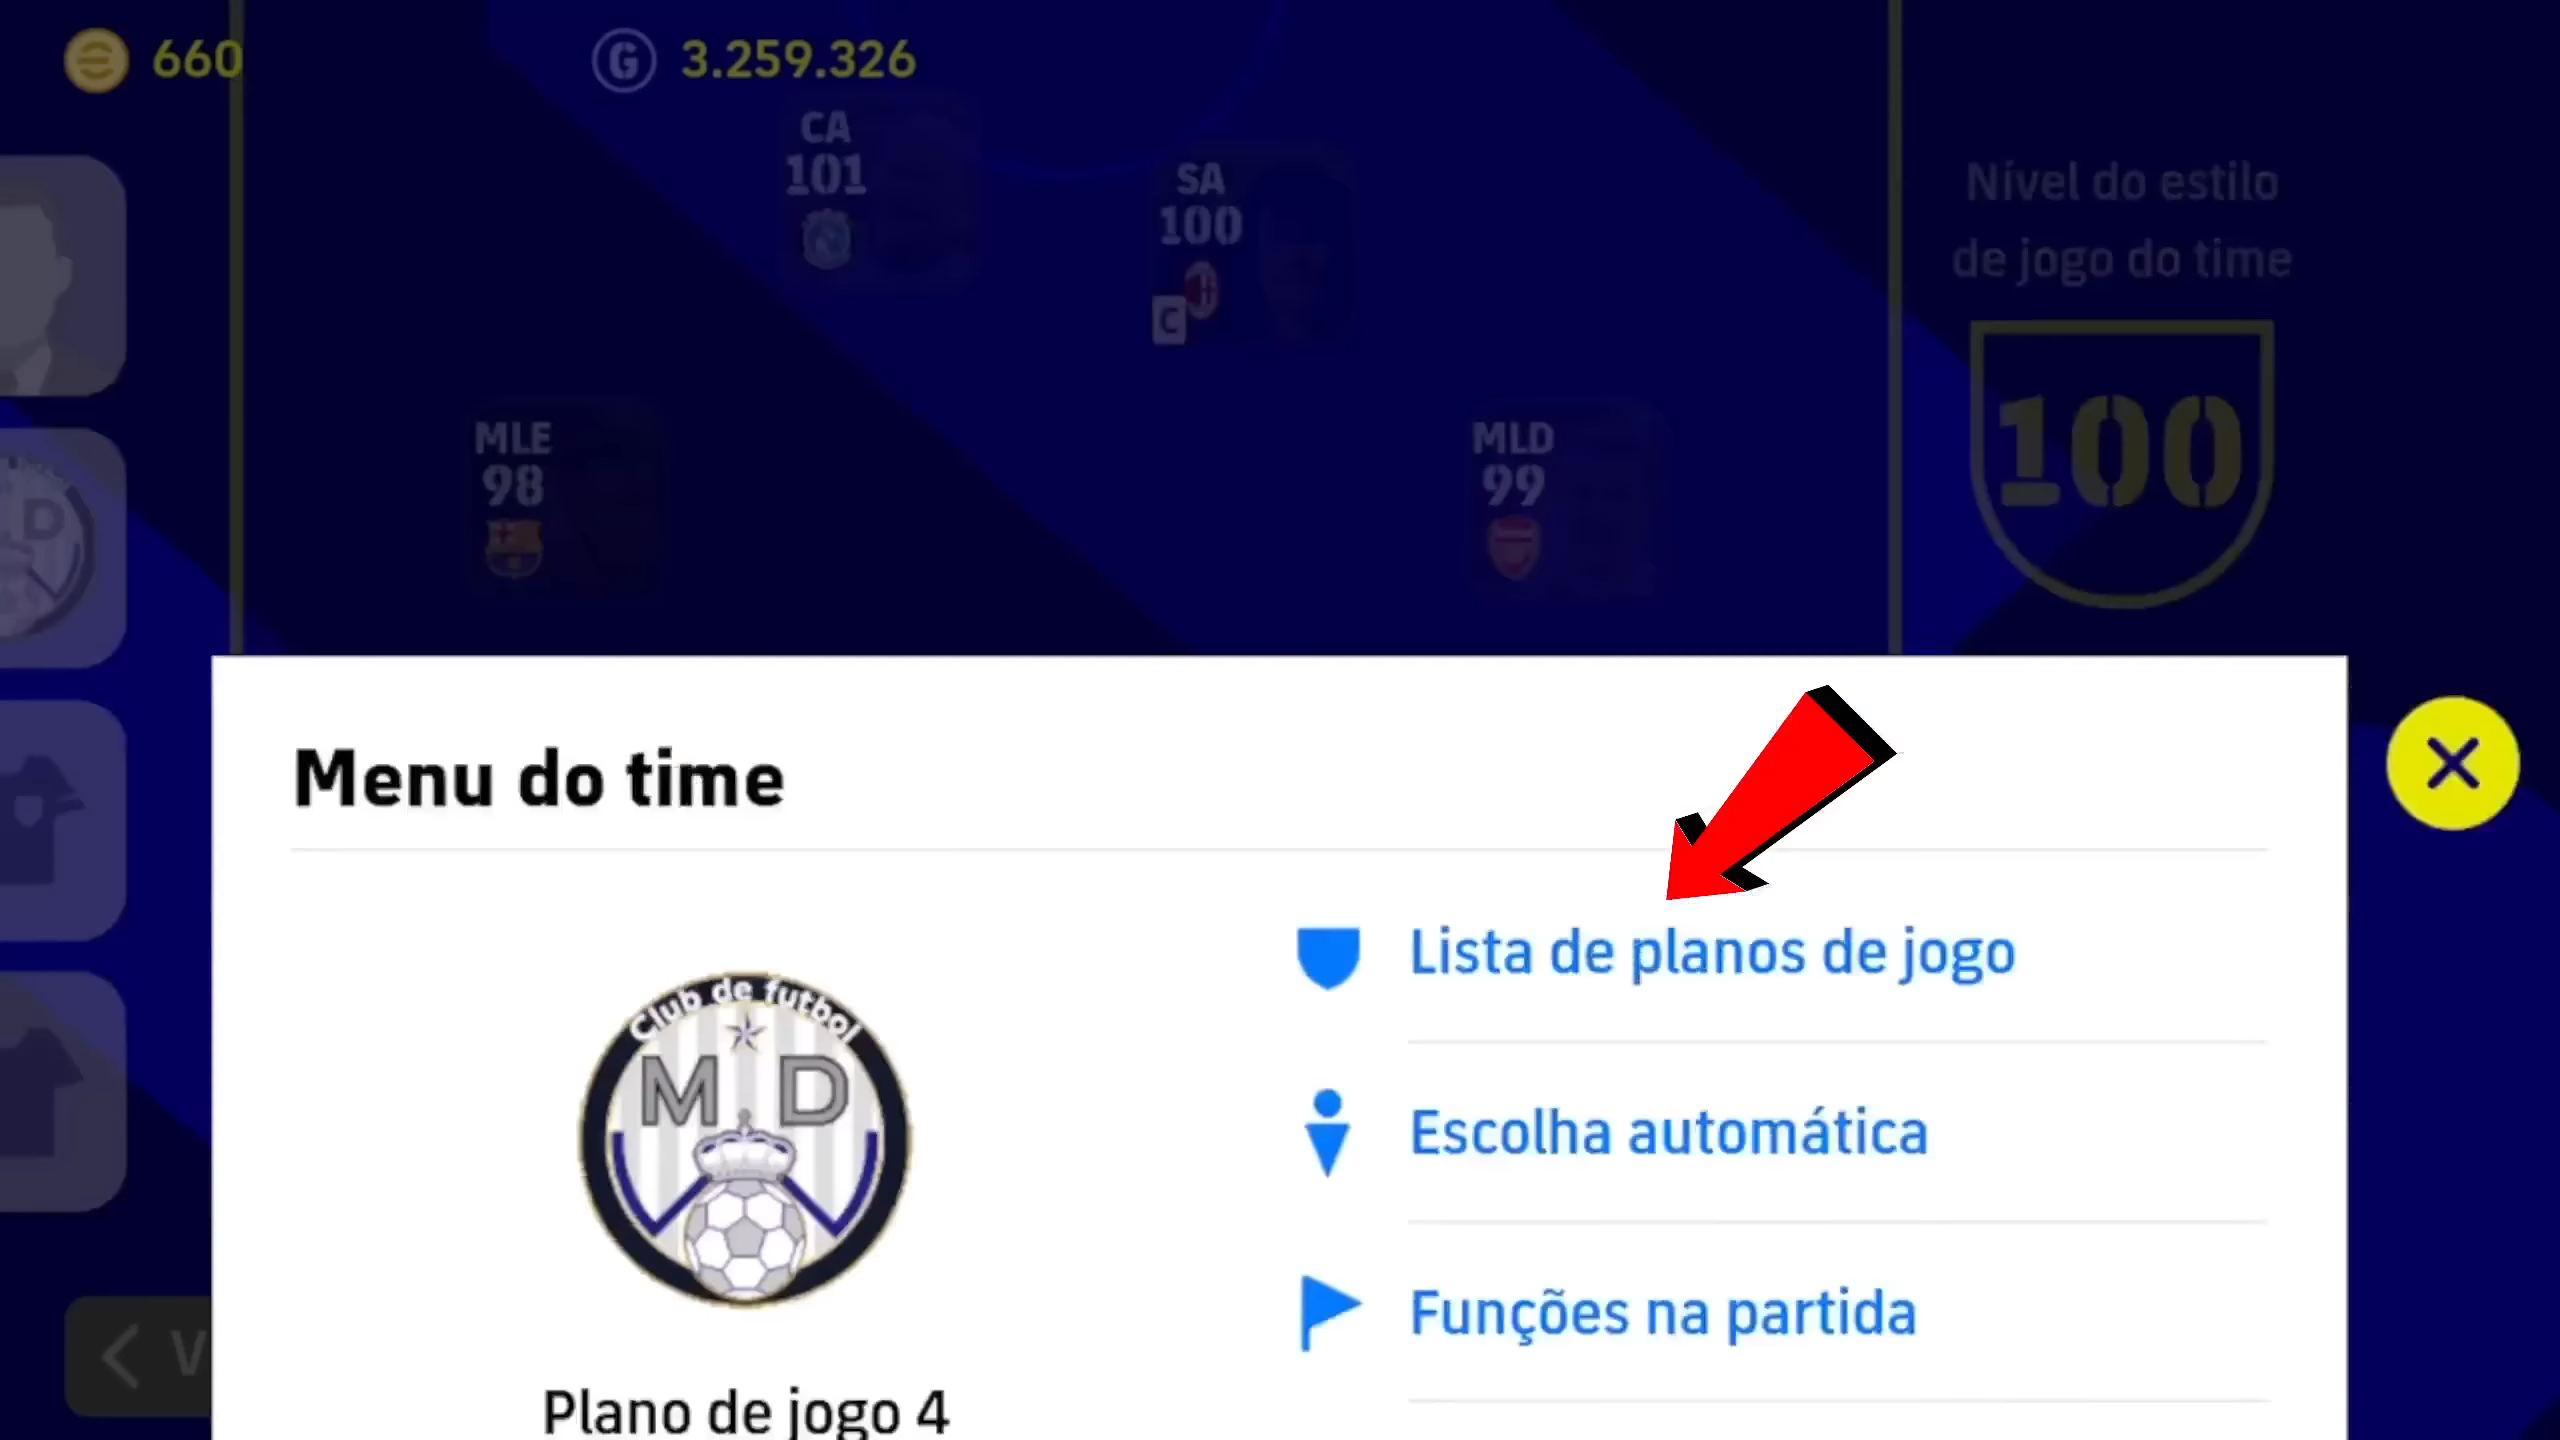 660
G 3.259.326
CA
101
SA
100
C
Nível do estilo
de jogo do time
100
MLE
98
MLD
99
D
Menu do time
Lista de planos de jogo
Club de futbol
M D
Escolha automática
Funções na partida
V
Plano de jogo 4